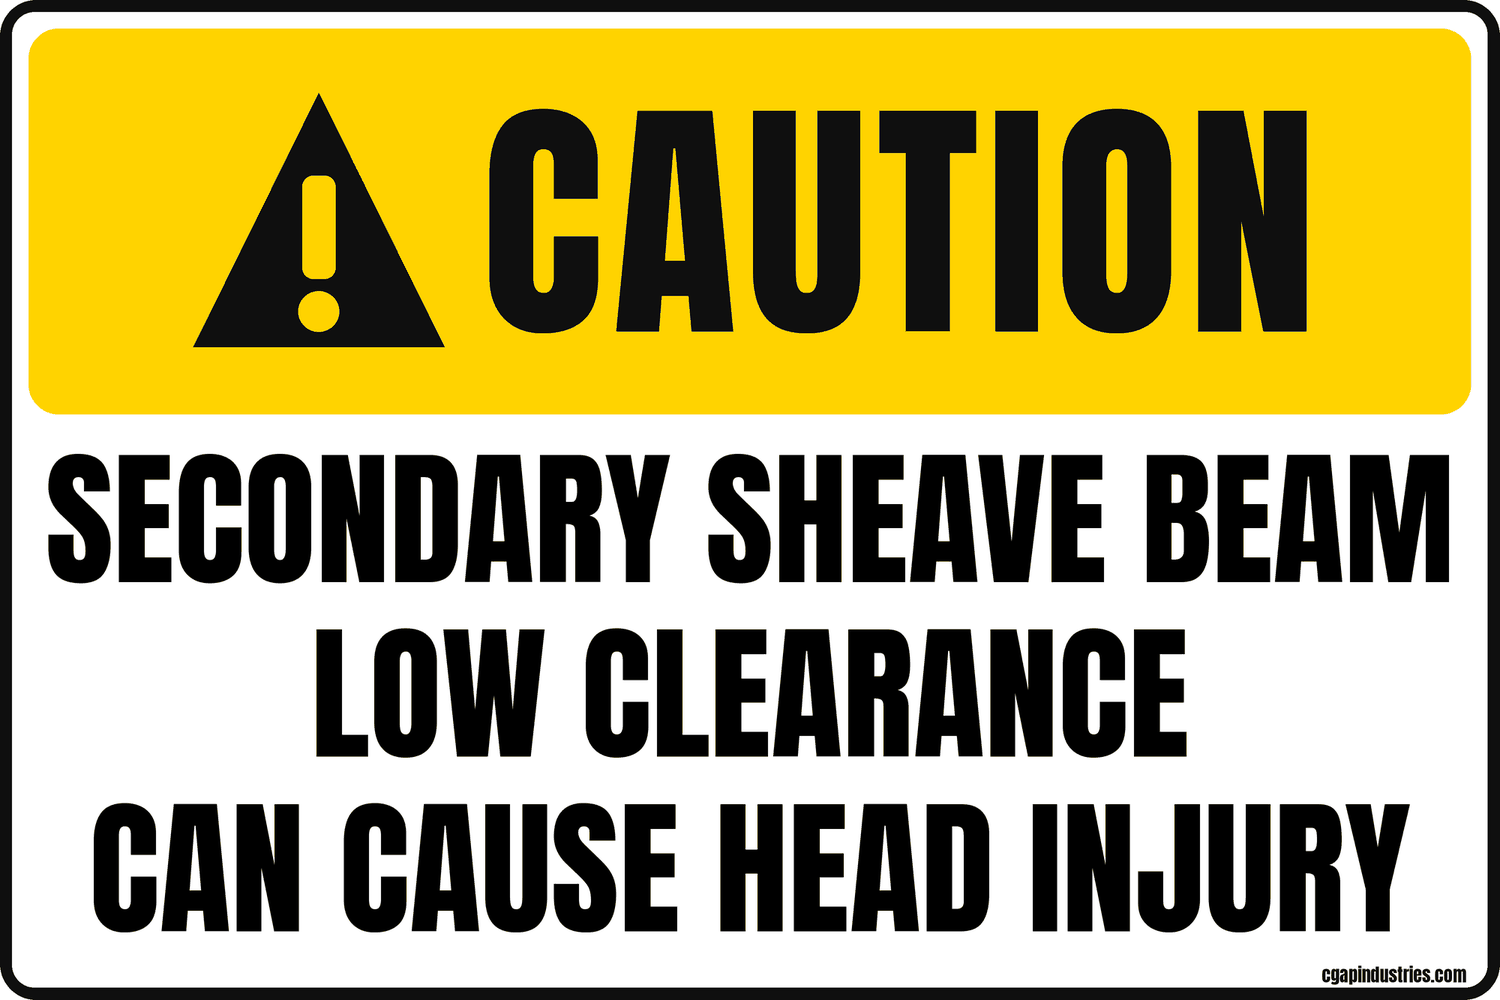 CAUTION
SECONDARY SHEAVE BEAM
LOW CLEARANCE
CAN CAUSE HEAD INJURY
cgapindustries.com